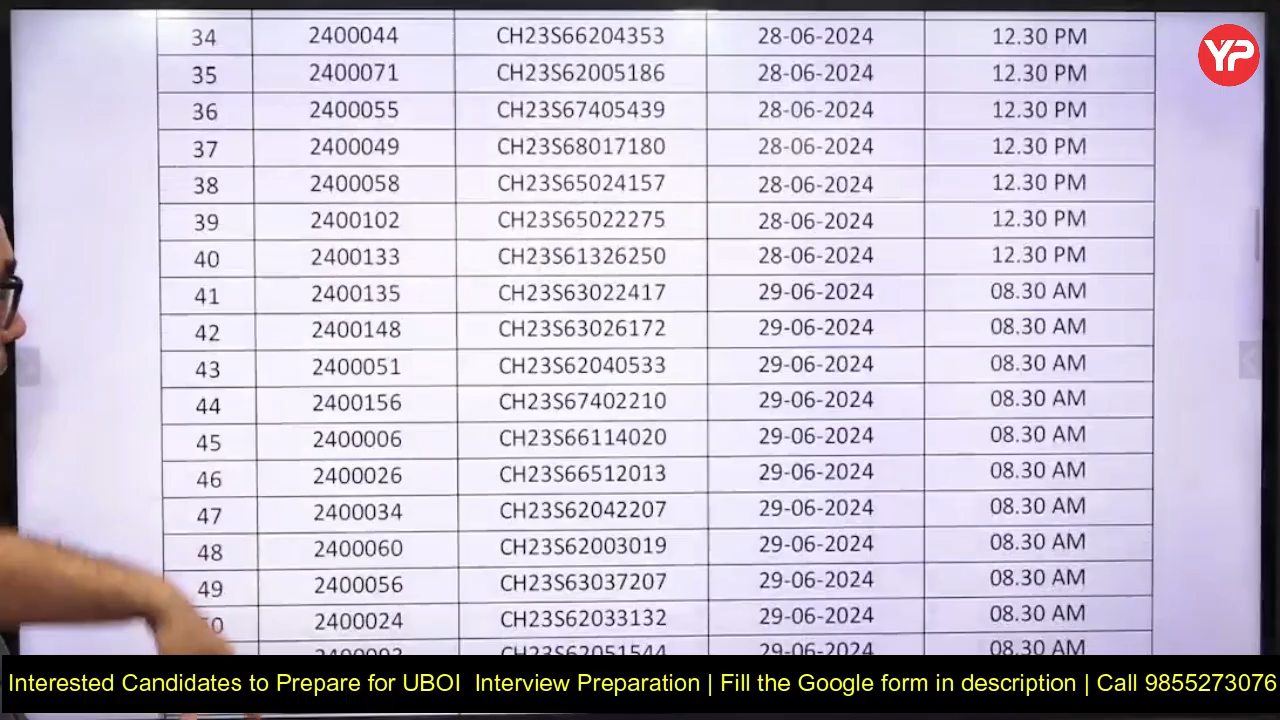 34 2400044 CH23S66204353 28-06-2024 12.30 PM
35 2400071 CH23S62005186 28-06-2024 12.30 PM
36 2400055 CH23S67405439 28-06-2024 12.30 PM
37 2400049 CH23S68017180 28-06-2024 12.30 PM
38 2400058 CH23S65024157 28-06-2024 12.30 PM
39 2400102 CH23S65022275 28-06-2024 12.30 PM
40 2400133 CH23S61326250 28-06-2024 12.30 PM
41 2400135 CH23S63022417 29-06-2024 08.30 AM
42 2400148 CH23S63026172 29-06-2024 08.30 AM
43 2400051 CH23S62040533 29-06-2024 08.30 AM
44 2400156 CH23S67402210 29-06-2024 08.30 AM
45 2400006 CH23S66114020 29-06-2024 08.30 AM
46 2400026 CH23S66512013 29-06-2024 08.30 AM
47 2400034 CH23S62042207 29-06-2024 08.30 AM
48 2400060 CH23S62003019 29-06-2024 08.30 AM
49 2400056 CH23S63037207 29-06-2024 08.30 AM
2400024 CH23S62033132 29-06-2024 08.30 AM
CH23S62051544 29-06-2024 08.30 AM
YP
Interested Candidates to Prepare for UBOI Interview Preparation | Fill the Google form in description | Call 9855273076